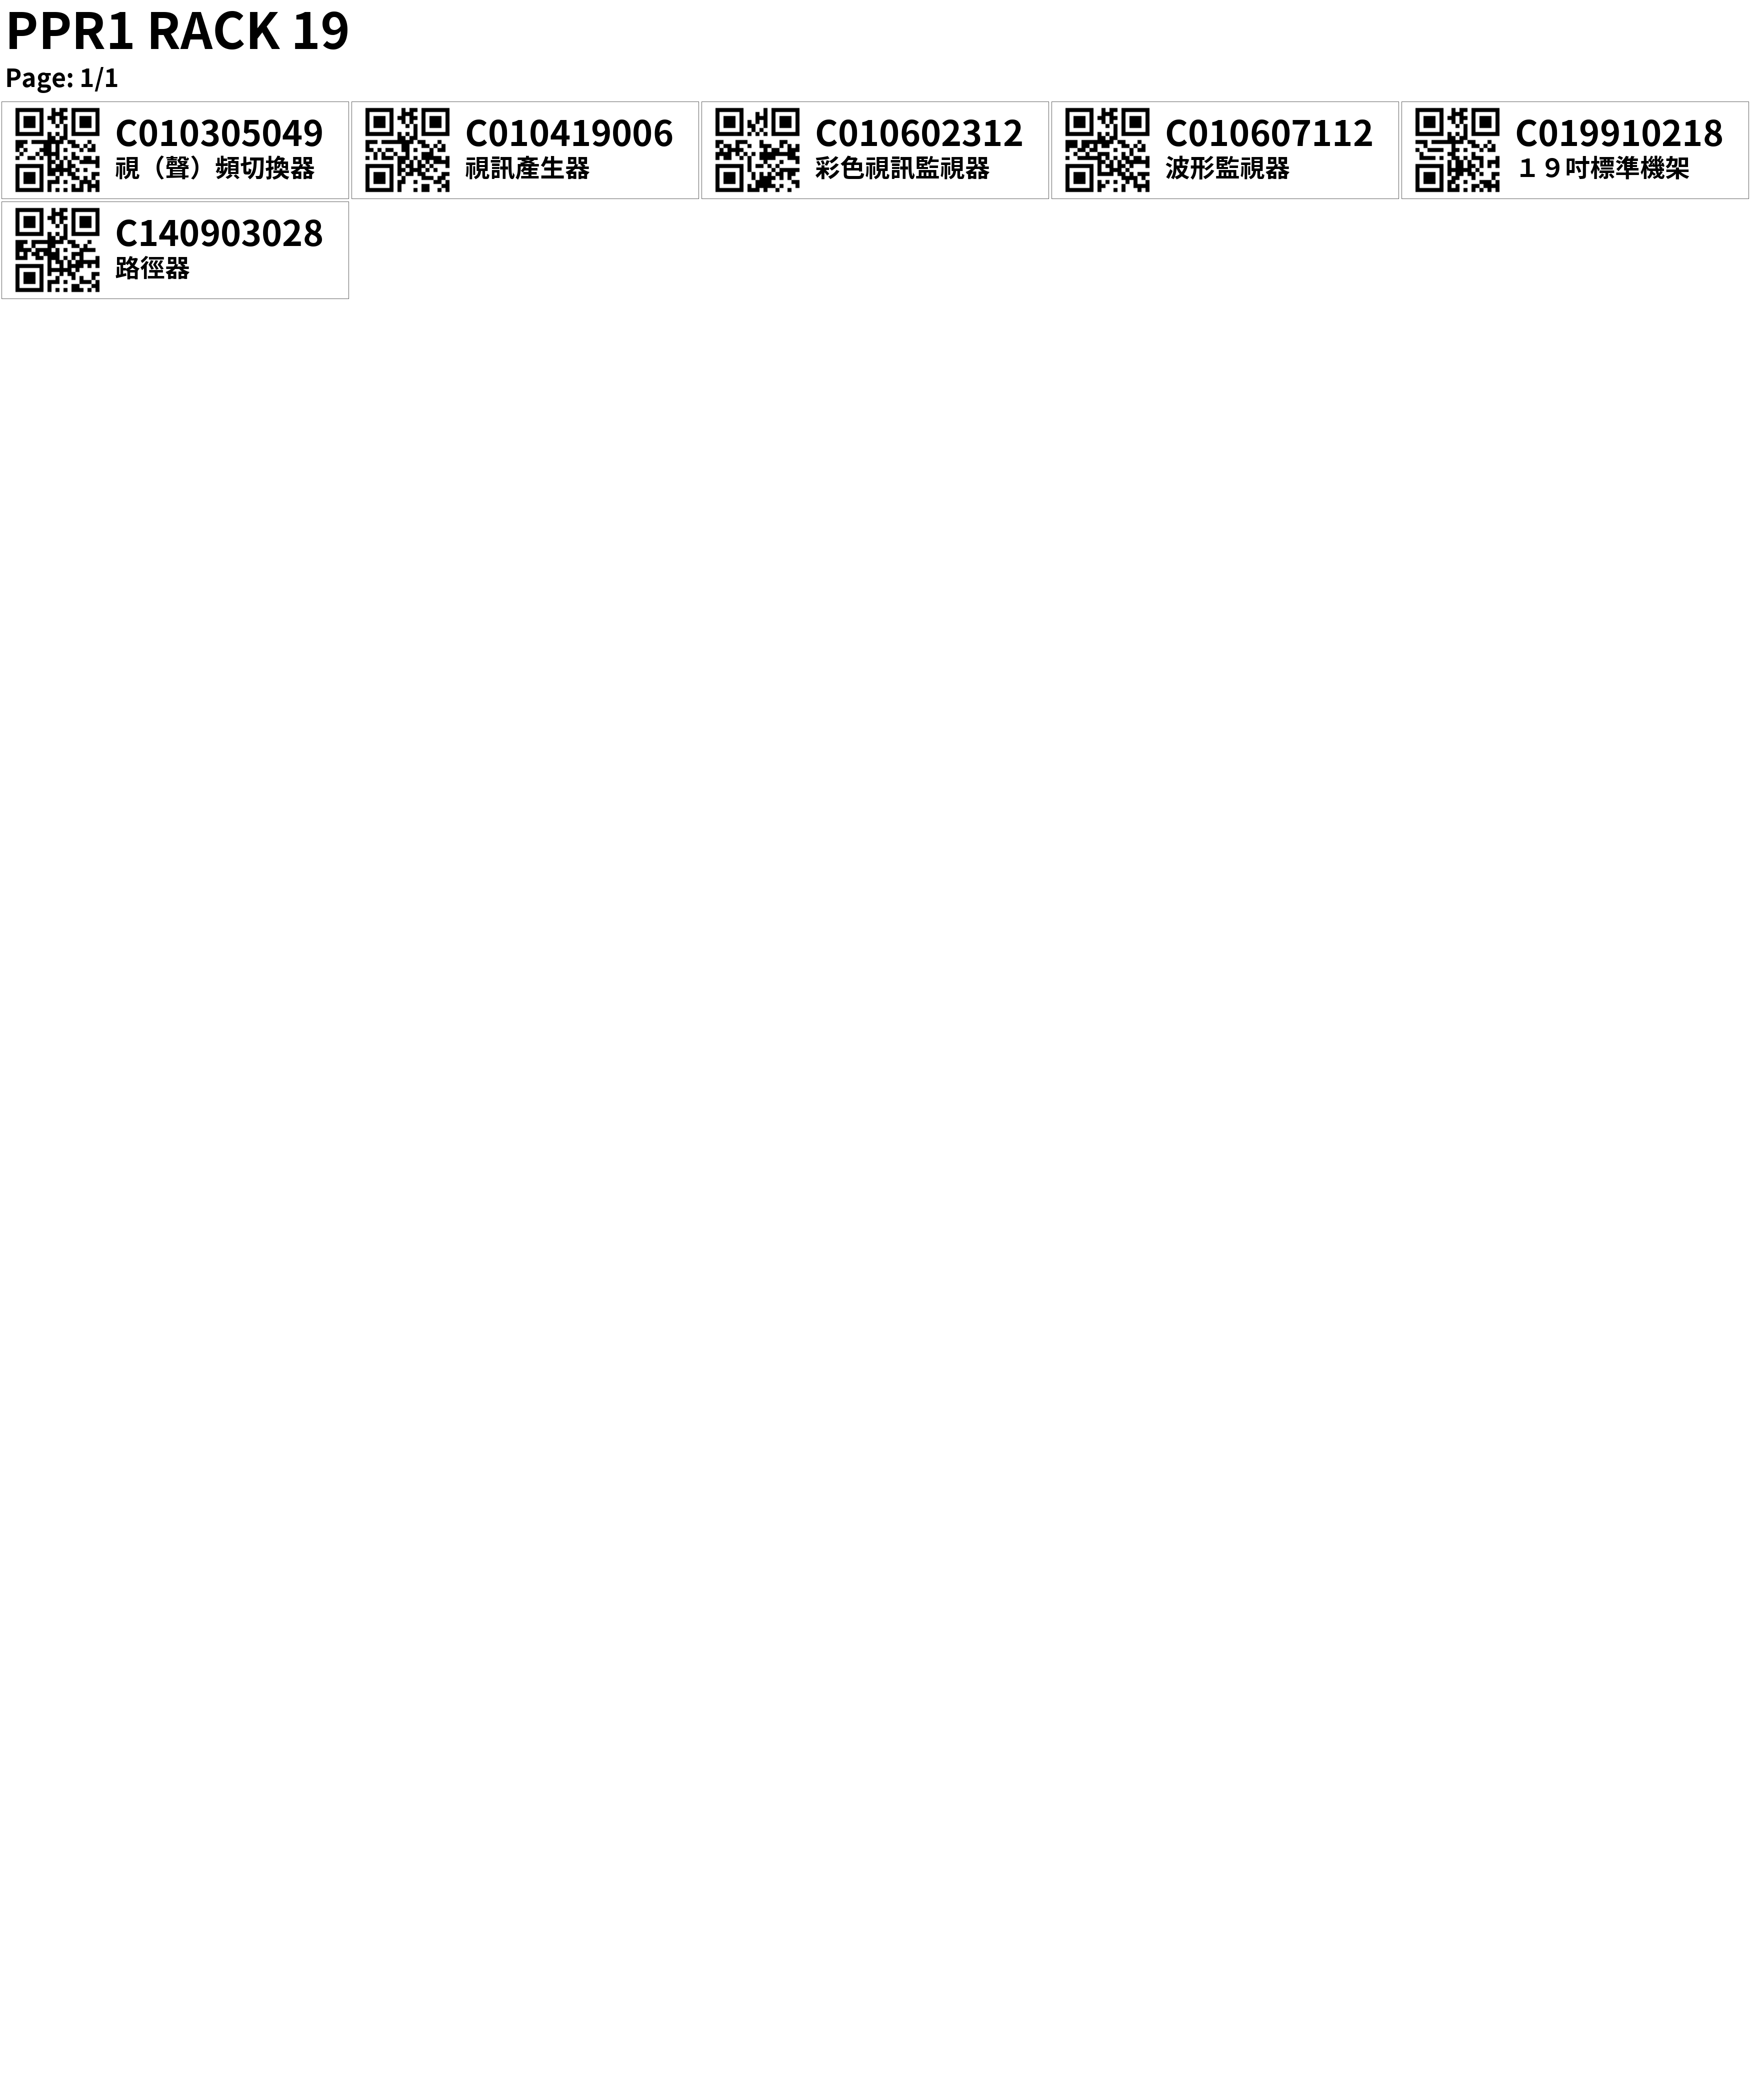 PPR1 RACK 19
Page: 1/1
C010305049
視（聲）頻切換器
C010419006
視訊產生器
C010602312
彩色視訊監視器
C010607112
波形監視器
C019910218
１９吋標準機架
C140903028
路徑器